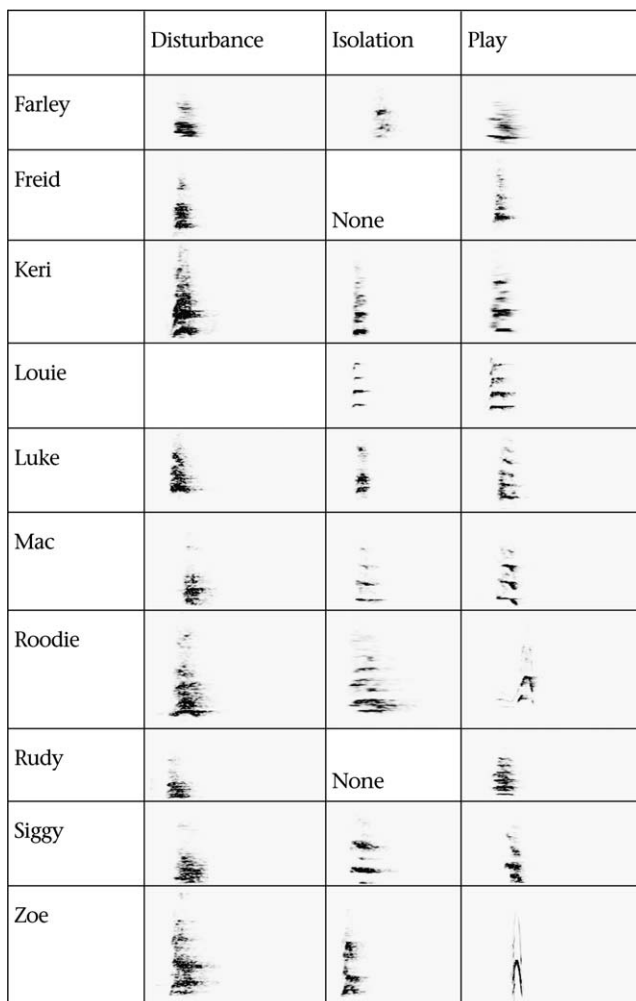 Disturbance Isolation Play
Farley
Freid
None
Keri
Louie
Luke
Mac
Roodie
Rudy
None
Siggy
Zoe